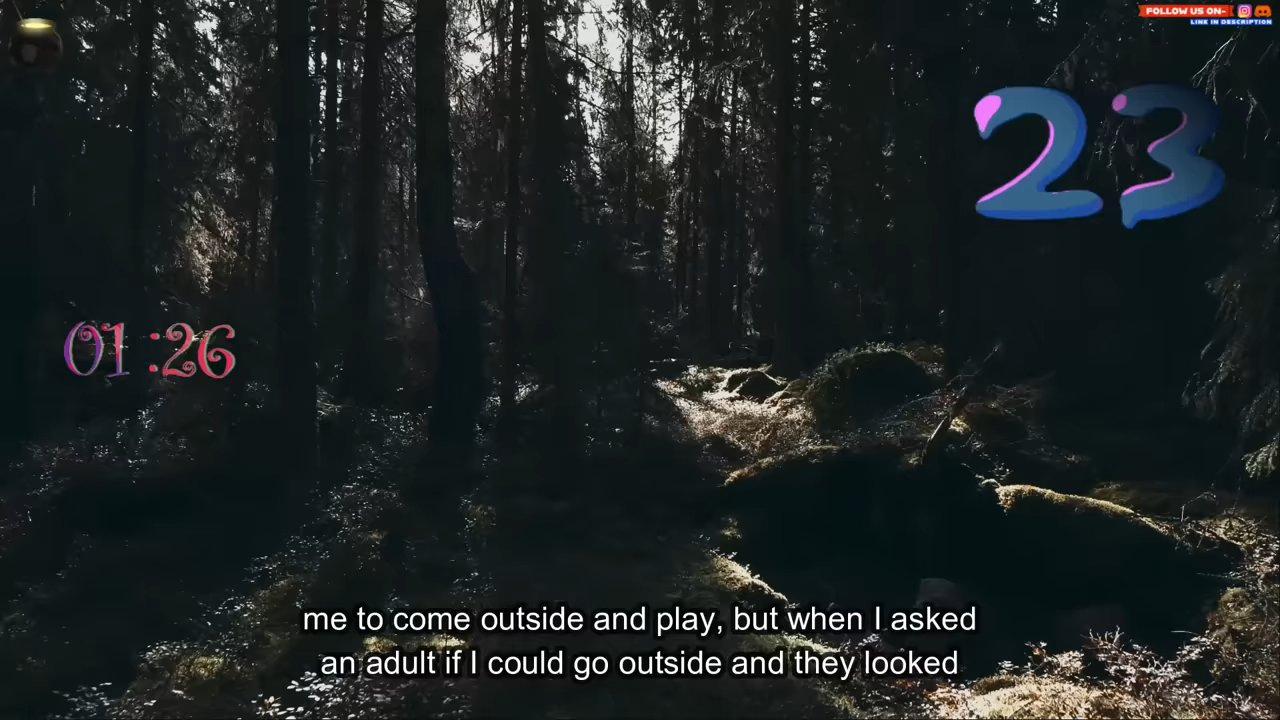 FOLLOW US ON-
LINK IN DESCRIPTION
23
01:26
me to come outside and play, but when I asked
an adult if I could go outside and they looked